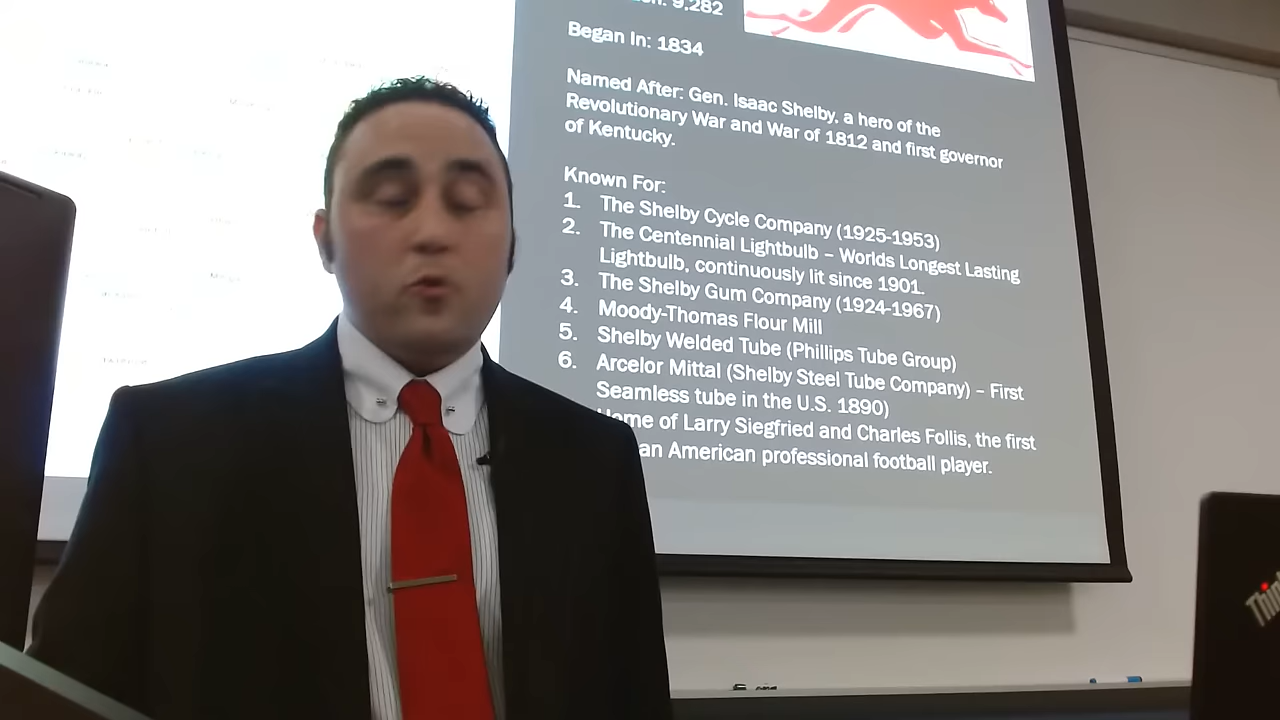 9,282
Began In: 1834
Named After: Gen. Isaac Shelby, a hero of the
Revolutionary War and War of 1812 and first governor
of Kentucky.
Known For:
1. The Shelby Cycle Company (1925-1953)
2. The Centennial Lightbulb – Worlds Longest Lasting
Lightbulb, continuously lit since 1901.
3. The Shelby Gum Company (1924-1967)
4. Moody-Thomas Flour Mill
5. Shelby Welded Tube (Phillips Tube Group)
6. Arcelor Mittal (Shelby Steel Tube Company) – First
Seamless tube in the U.S. 1890)
Home of Larry Siegfried and Charles Follis, the first
an American professional football player.
Thin